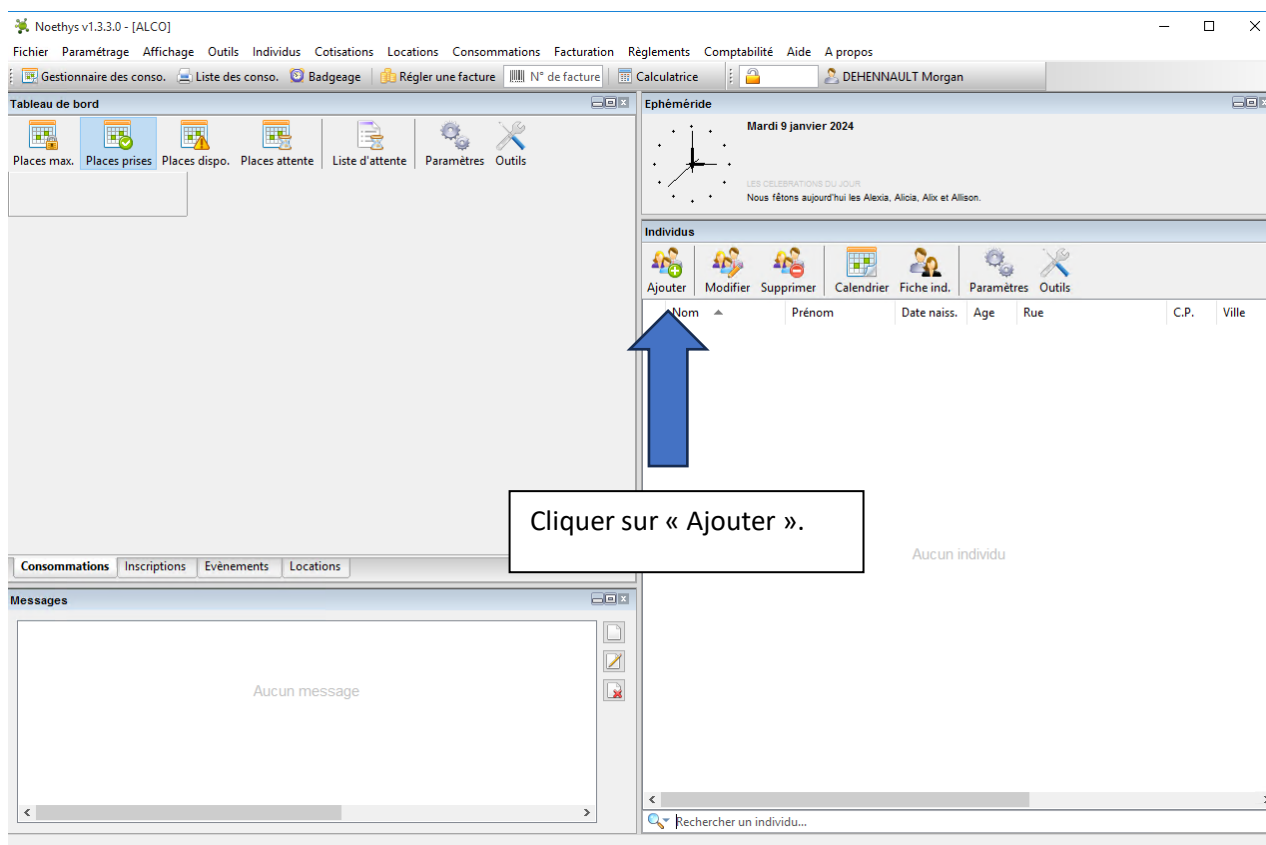 Noethys v1.3.3.0 - [ALCO]
Fichier Paramétrage Affichage Outils Individus Cotisations Locations Consommations Facturation Règlements Comptabilité Aide A propos
Gestionnaire des conso. Liste des conso. Badgeage Régler une facture N° de facture Calculatrice DEHENNAULT Morgan
Tableau de bord
Places max. Places prises Places dispo. Places attente Liste d'attente Paramètres Outils
Ephéméride
Mardi 9 janvier 2024
LES CELEBRATIONS DU JOUR
Nous fêtons aujourd'hui les Alexia, Alicia, Alix et Allison.
Individus
Ajouter Modifier Supprimer Calendrier Fiche ind. Paramètres Outils
Nom Prénom Date naiss. Age Rue C.P. Ville
Cliquer sur « Ajouter ».
Aucun individu
Consommations Inscriptions Evènements Locations
Messages
Aucun message
Rechercher un individu...